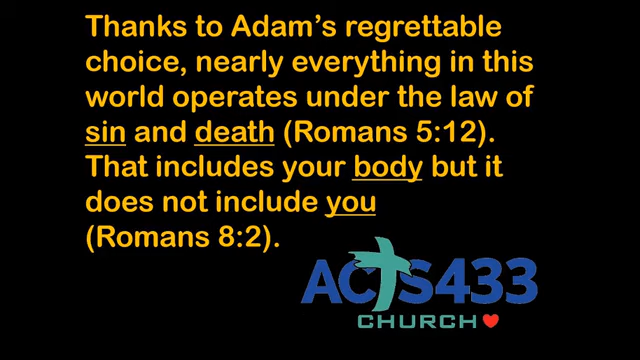 Thanks to Adam’s regrettable
choice, nearly everything in this
world operates under the law of
sin and death (Romans 5:12).
That includes your body but it
does not include you
(Romans 8:2).
ACTS433
CHURCH